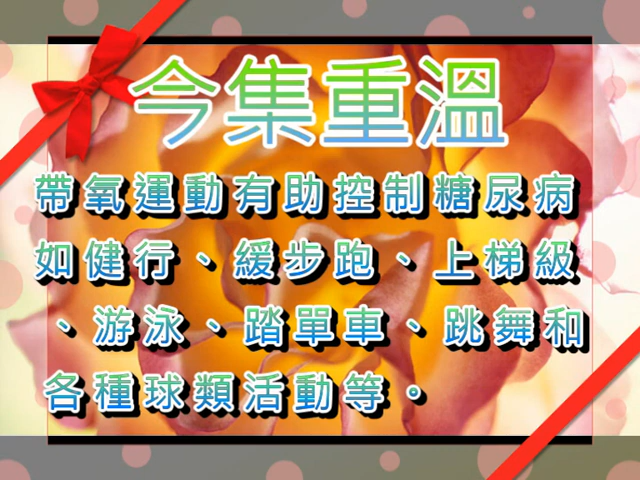 今集重溫
帶氧運動有助控制糖尿病
如健行、緩步跑、上梯級
、游泳、踏單車、跳舞和
各種球類活動等。